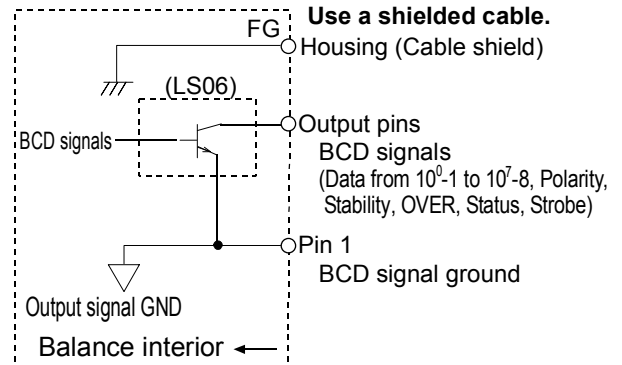 Use a shielded cable.
FG
Housing (Cable shield)
(LS06)
BCD signals
Output pins
BCD signals
(Data from 10⁰-1 to 10⁷-8, Polarity,
Stability, OVER, Status, Strobe)
Pin 1
BCD signal ground
Output signal GND
Balance interior